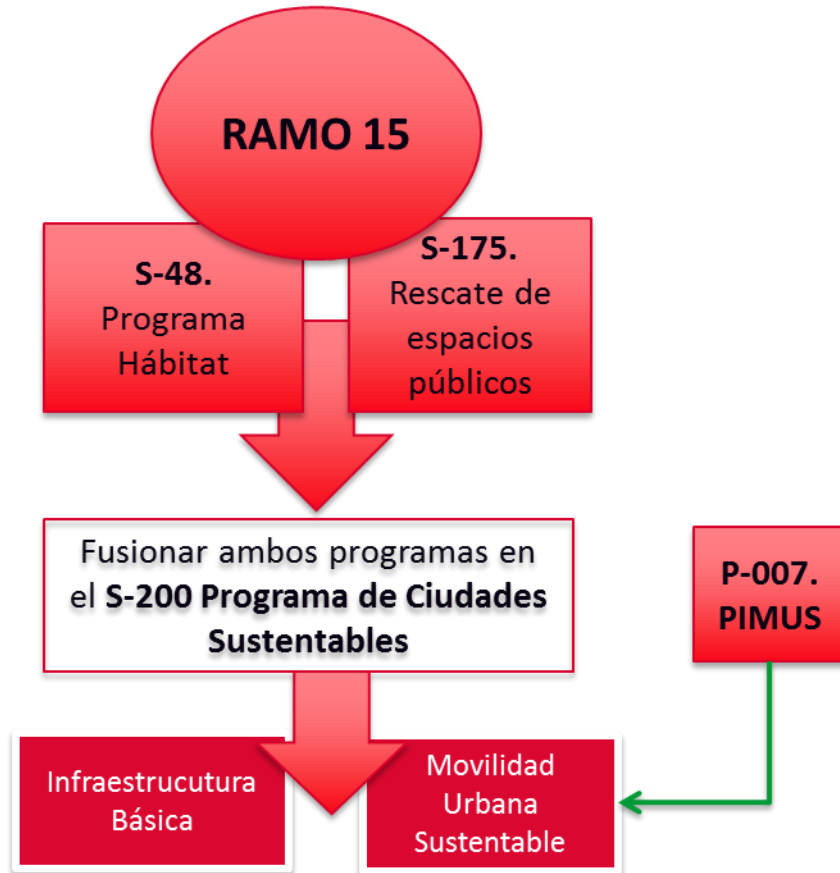 RAMO 15
S-48.
Programa
Hábitat
S-175.
Rescate de
espacios
públicos
Fusionar ambos programas en
el S-200 Programa de Ciudades
Sustentables
P-007.
PIMUS
Infraestrucutura
Básica
Movilidad
Urbana
Sustentable